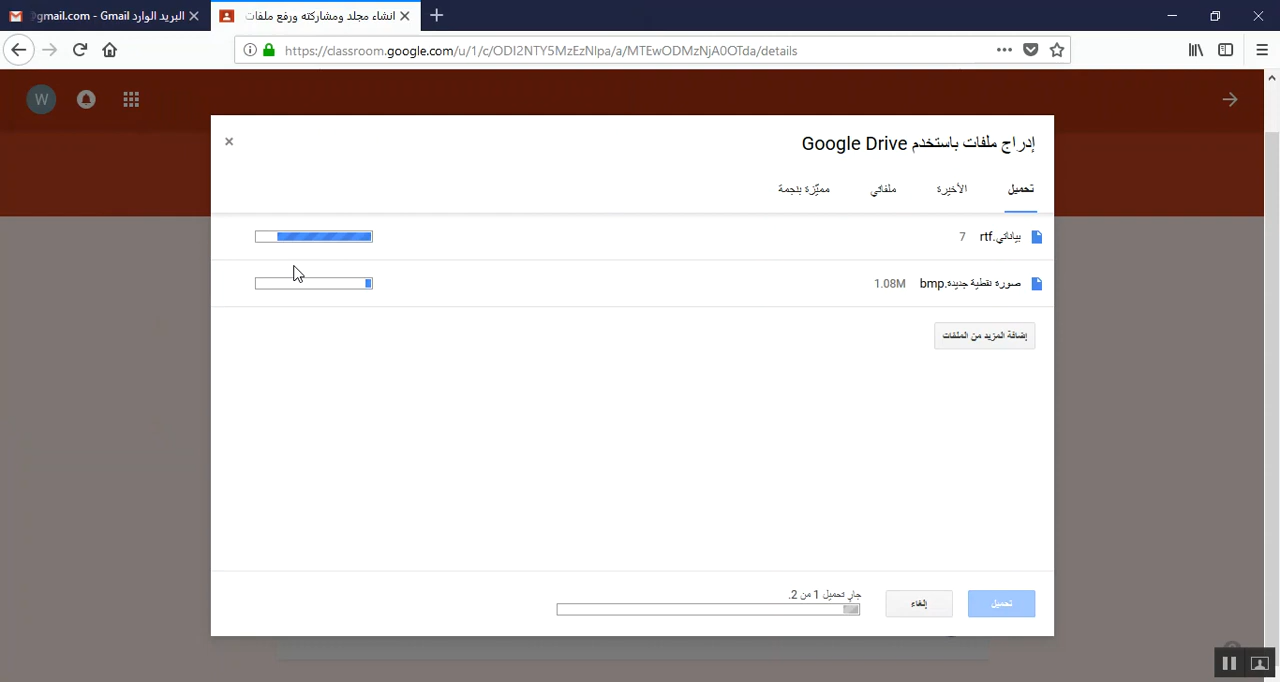 @gmail.com - Gmail البريد الوارد
انشاء مجلد ومشاركته ورفع ملفات
https://classroom.google.com/u/1/c/ODI2NTY5MzEzNlpa/a/MTEwODMzNjA0OTda/details
W
إدراج ملفات باستخدم Google Drive
تحميل
الأخيرة
ملفاتي
مميّزة بنجمة
بياناتي.rtf 7
صورة نقطية جديدة.bmp 1.08M
إضافة المزيد من الملفات
جارٍ تحميل 1 من 2.
تحميل
إلغاء